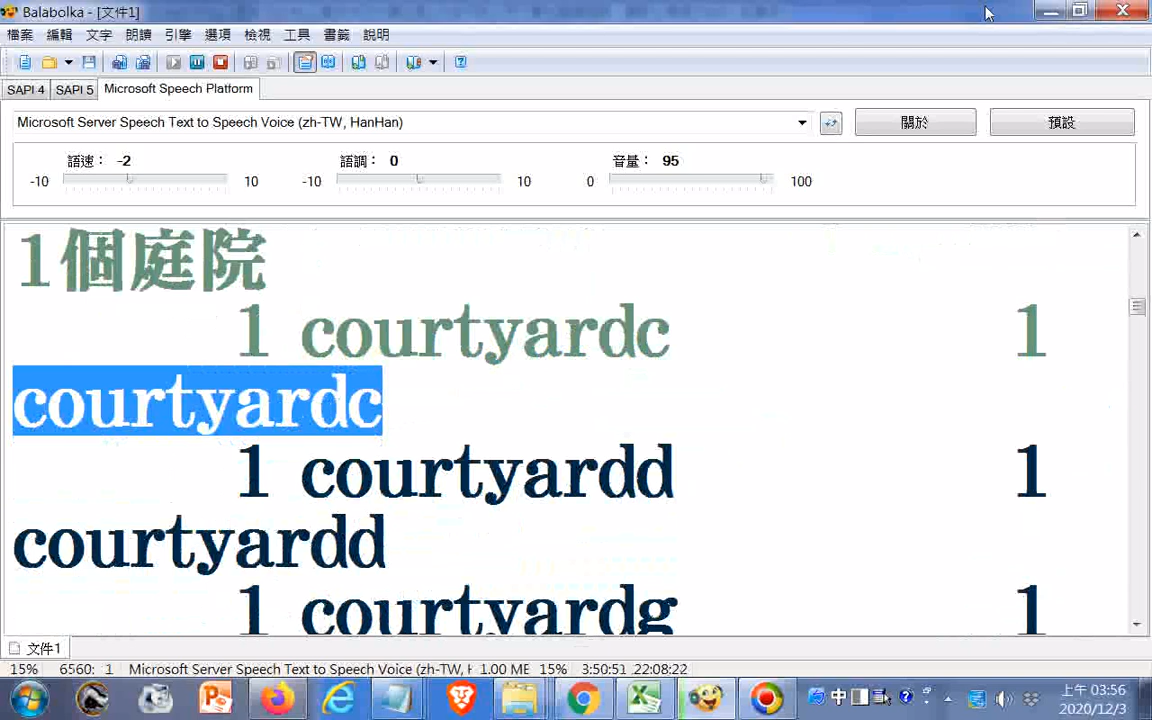 Balabolka - [文件1]
檔案 編輯 文字 朗讀 引擎 選項 檢視 工具 書籤 說明
SAPI 4 SAPI 5 Microsoft Speech Platform
Microsoft Server Speech Text to Speech Voice (zh-TW, HanHan) 關於 預設
語速： -2 語調： 0 音量： 95
-10 10 -10 10 0 100
1個庭院
1 courtyardc 1
courtyardc
1 courtyardd 1
courtyardd
1 courtyardg 1
文件1
15% 6560: 1 Microsoft Server Speech Text to Speech Voice (zh-TW, 1.00 ME 15% 3:50:51 22:08:22
中 上午 03:56
2020/12/3